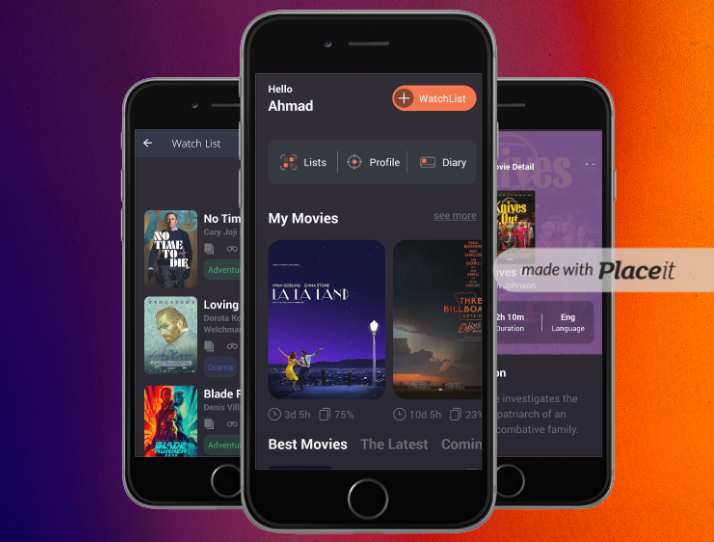 Watch List
No Tim
Cary Joji
NO
TIME
TO
DIE
Adventu
Loving
Dorota Ko
Welchman
Drama
Blade R
Denis Vill
BLADE
RUNNER
Adventu
Hello
Ahmad
WatchList
Lists
Profile
Diary
My Movies
see more
RYAN GOSLING EMMA STONE
LA LA LAND
THREE
BILLBOA
3d 5h
75%
10d 5h
23%
Best Movies
The Latest
Comin
nives
ovie Detail
Knives
Out
ives
Johnson
made with Placeit
2h 10m
Duration
Eng
Language
on
e investigates the
patriarch of an
combative family.